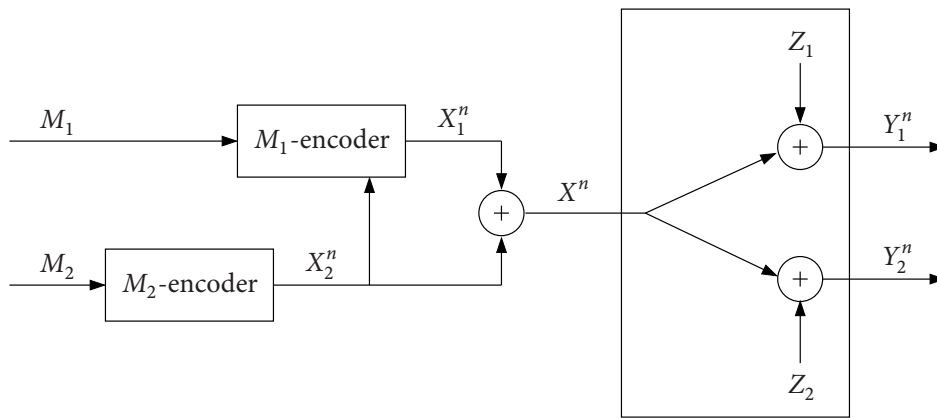 Z₁
M₁
M₁-encoder
X₁ⁿ
+
Y₁ⁿ
+
Xⁿ
M₂
M₂-encoder
X₂ⁿ
+
Y₂ⁿ
Z₂